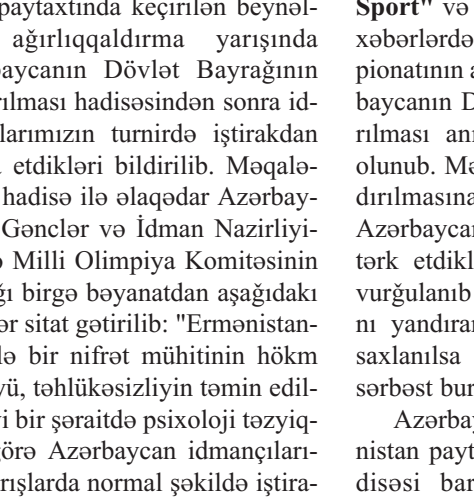 paytaxtında keçirilən beynəl-
ağırlıqqaldırma yarışında
baycanın Dövlət Bayrağının
rılması hadisəsindən sonra id-
larımızın turnirdə iştirakdan
etdikləri bildirilib. Məqalə-
hadisə ilə əlaqədar Azərbay-
Gənclər və İdman Nazirliyi-
Milli Olimpiya Komitəsinin
ğı birgə bəyanatdan aşağıdakı
ər sitat gətirilib: "Ermənistan-
lə bir nifrət mühitinin hökm
yü, təhlükəsizliyin təmin edil-
yi bir şəraitdə psixoloji təzyiq-
görə Azərbaycan idmançıları-
rışlarda normal şəkildə iştira-
Sport" və
xəbərlərdə
pionatının a
baycanın D
rılması anı
olunub. Mə
dırılmasına
Azərbaycan
tərk etdikl
vurğulanıb
nı yandıran
saxlanılsa
sərbəst bur
Azərbay
nistan payt
disəsi bar